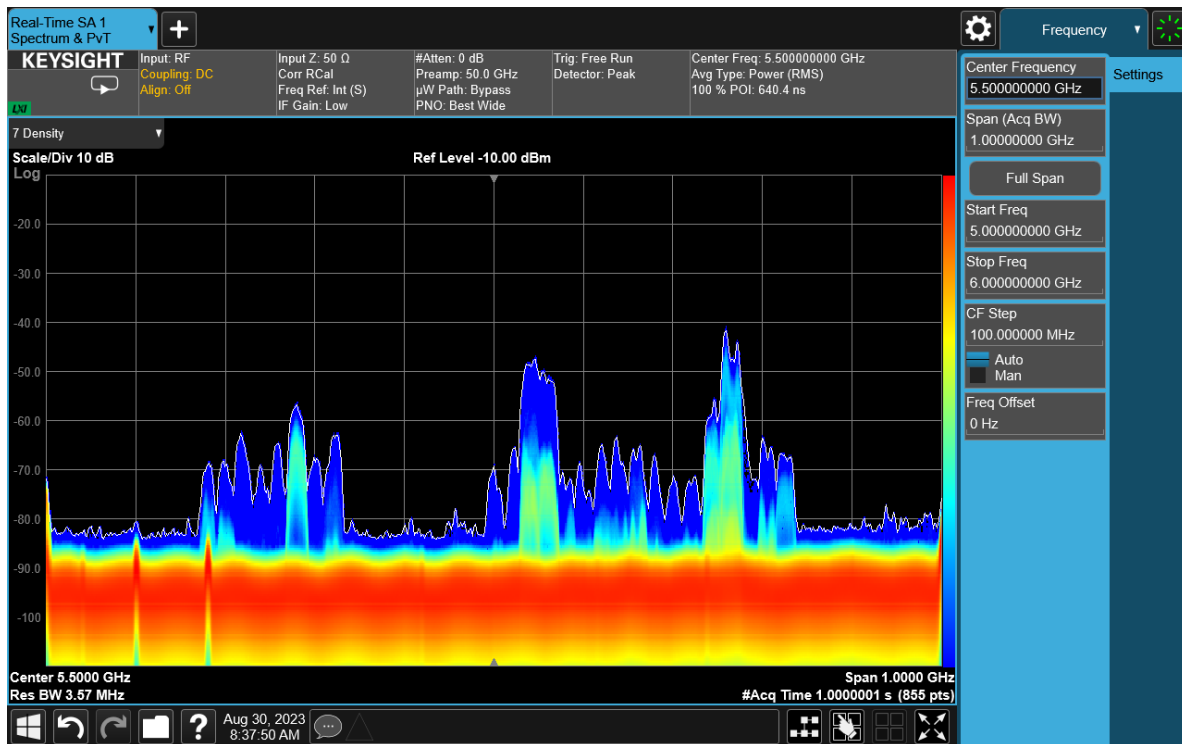 Real-Time SA 1
Spectrum & PvT
Frequency
KEYSIGHT
LXI
Input: RF
Coupling: DC
Align: Off
Input Z: 50 Ω
Corr RCal
Freq Ref: Int (S)
IF Gain: Low
#Atten: 0 dB
Preamp: 50.0 GHz
µW Path: Bypass
PNO: Best Wide
Trig: Free Run
Detector: Peak
Center Freq: 5.500000000 GHz
Avg Type: Power (RMS)
100 % POI: 640.4 ns
7 Density
Scale/Div 10 dB
Ref Level -10.00 dBm
Log
-20.0
-30.0
-40.0
-50.0
-60.0
-70.0
-80.0
-90.0
-100
Center 5.5000 GHz
Span 1.0000 GHz
Res BW 3.57 MHz
#Acq Time 1.0000001 s (855 pts)
Center Frequency
5.500000000 GHz
Settings
Span (Acq BW)
1.00000000 GHz
Full Span
Start Freq
5.000000000 GHz
Stop Freq
6.000000000 GHz
CF Step
100.000000 MHz
Auto
Man
Freq Offset
0 Hz
?
Aug 30, 2023
8:37:50 AM